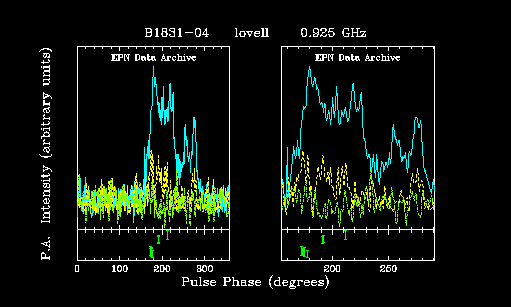 B1831-04 lovell 0.925 GHz
EPN Data Archive EPN Data Archive
P.A. Intensity (arbitrary units)
0 100 200 300 200 250
Pulse Phase (degrees)